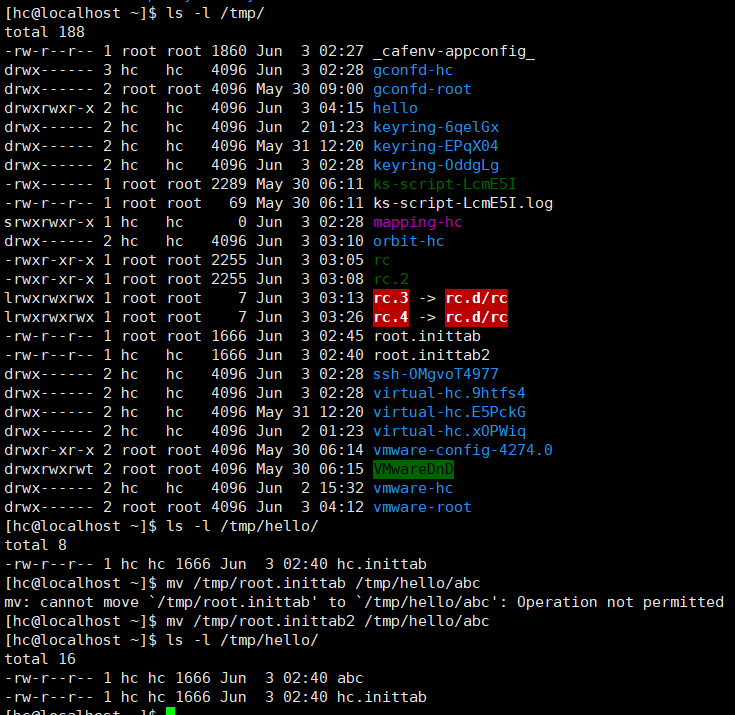 [hc@localhost ~]$ ls -l /tmp/
total 188
-rw-r--r-- 1 root root 1860 Jun  3 02:27 _cafenv-appconfig_
drwx------ 3 hc   hc   4096 Jun  3 02:28 gconfd-hc
drwx------ 2 root root 4096 May 30 09:00 gconfd-root
drwxrwxr-x 2 hc   hc   4096 Jun  3 04:15 hello
drwx------ 2 hc   hc   4096 Jun  2 01:23 keyring-6qelGx
drwx------ 2 hc   hc   4096 May 31 12:20 keyring-EPqX04
drwx------ 2 hc   hc   4096 Jun  3 02:28 keyring-OddgLg
-rwx------ 1 root root 2289 May 30 06:11 ks-script-LcmE5I
-rw------- 1 root root   69 May 30 06:11 ks-script-LcmE5I.log
srwxrwxr-x 1 hc   hc      0 Jun  3 02:28 mapping-hc
drwx------ 2 hc   hc   4096 Jun  3 03:10 orbit-hc
-rwxr-xr-x 1 root root 2255 Jun  3 03:05 rc
-rwxr-xr-x 1 root root 2255 Jun  3 03:08 rc.2
lrwxrwxrwx 1 root root    7 Jun  3 03:13 rc.3 -> rc.d/rc
lrwxrwxrwx 1 root root    7 Jun  3 03:26 rc.4 -> rc.d/rc
-rw-r--r-- 1 root root 1666 Jun  3 02:45 root.inittab
-rw-r--r-- 1 hc   hc   1666 Jun  3 02:40 root.inittab2
drwx------ 2 hc   hc   4096 Jun  3 02:28 ssh-OMgvoT4977
drwx------ 2 hc   hc   4096 Jun  3 02:28 virtual-hc.9htfs4
drwx------ 2 hc   hc   4096 May 31 12:20 virtual-hc.E5PckG
drwx------ 2 hc   hc   4096 Jun  2 01:23 virtual-hc.xOPWiq
drwxr-xr-x 2 root root 4096 May 30 06:14 vmware-config-4274.0
drwxrwxrwt 2 root root 4096 May 30 06:15 VMwareDnD
drwx------ 2 hc   hc   4096 Jun  2 15:32 vmware-hc
drwx------ 2 root root 4096 Jun  3 04:12 vmware-root
[hc@localhost ~]$ ls -l /tmp/hello/
total 8
-rw-r--r-- 1 hc hc 1666 Jun  3 02:40 hc.inittab
[hc@localhost ~]$ mv /tmp/root.inittab /tmp/hello/abc
mv: cannot move `/tmp/root.inittab' to `/tmp/hello/abc': Operation not permitted
[hc@localhost ~]$ mv /tmp/root.inittab2 /tmp/hello/abc
[hc@localhost ~]$ ls -l /tmp/hello/
total 16
-rw-r--r-- 1 hc hc 1666 Jun  3 02:40 abc
-rw-r--r-- 1 hc hc 1666 Jun  3 02:40 hc.inittab
[hc@localhost ~]$